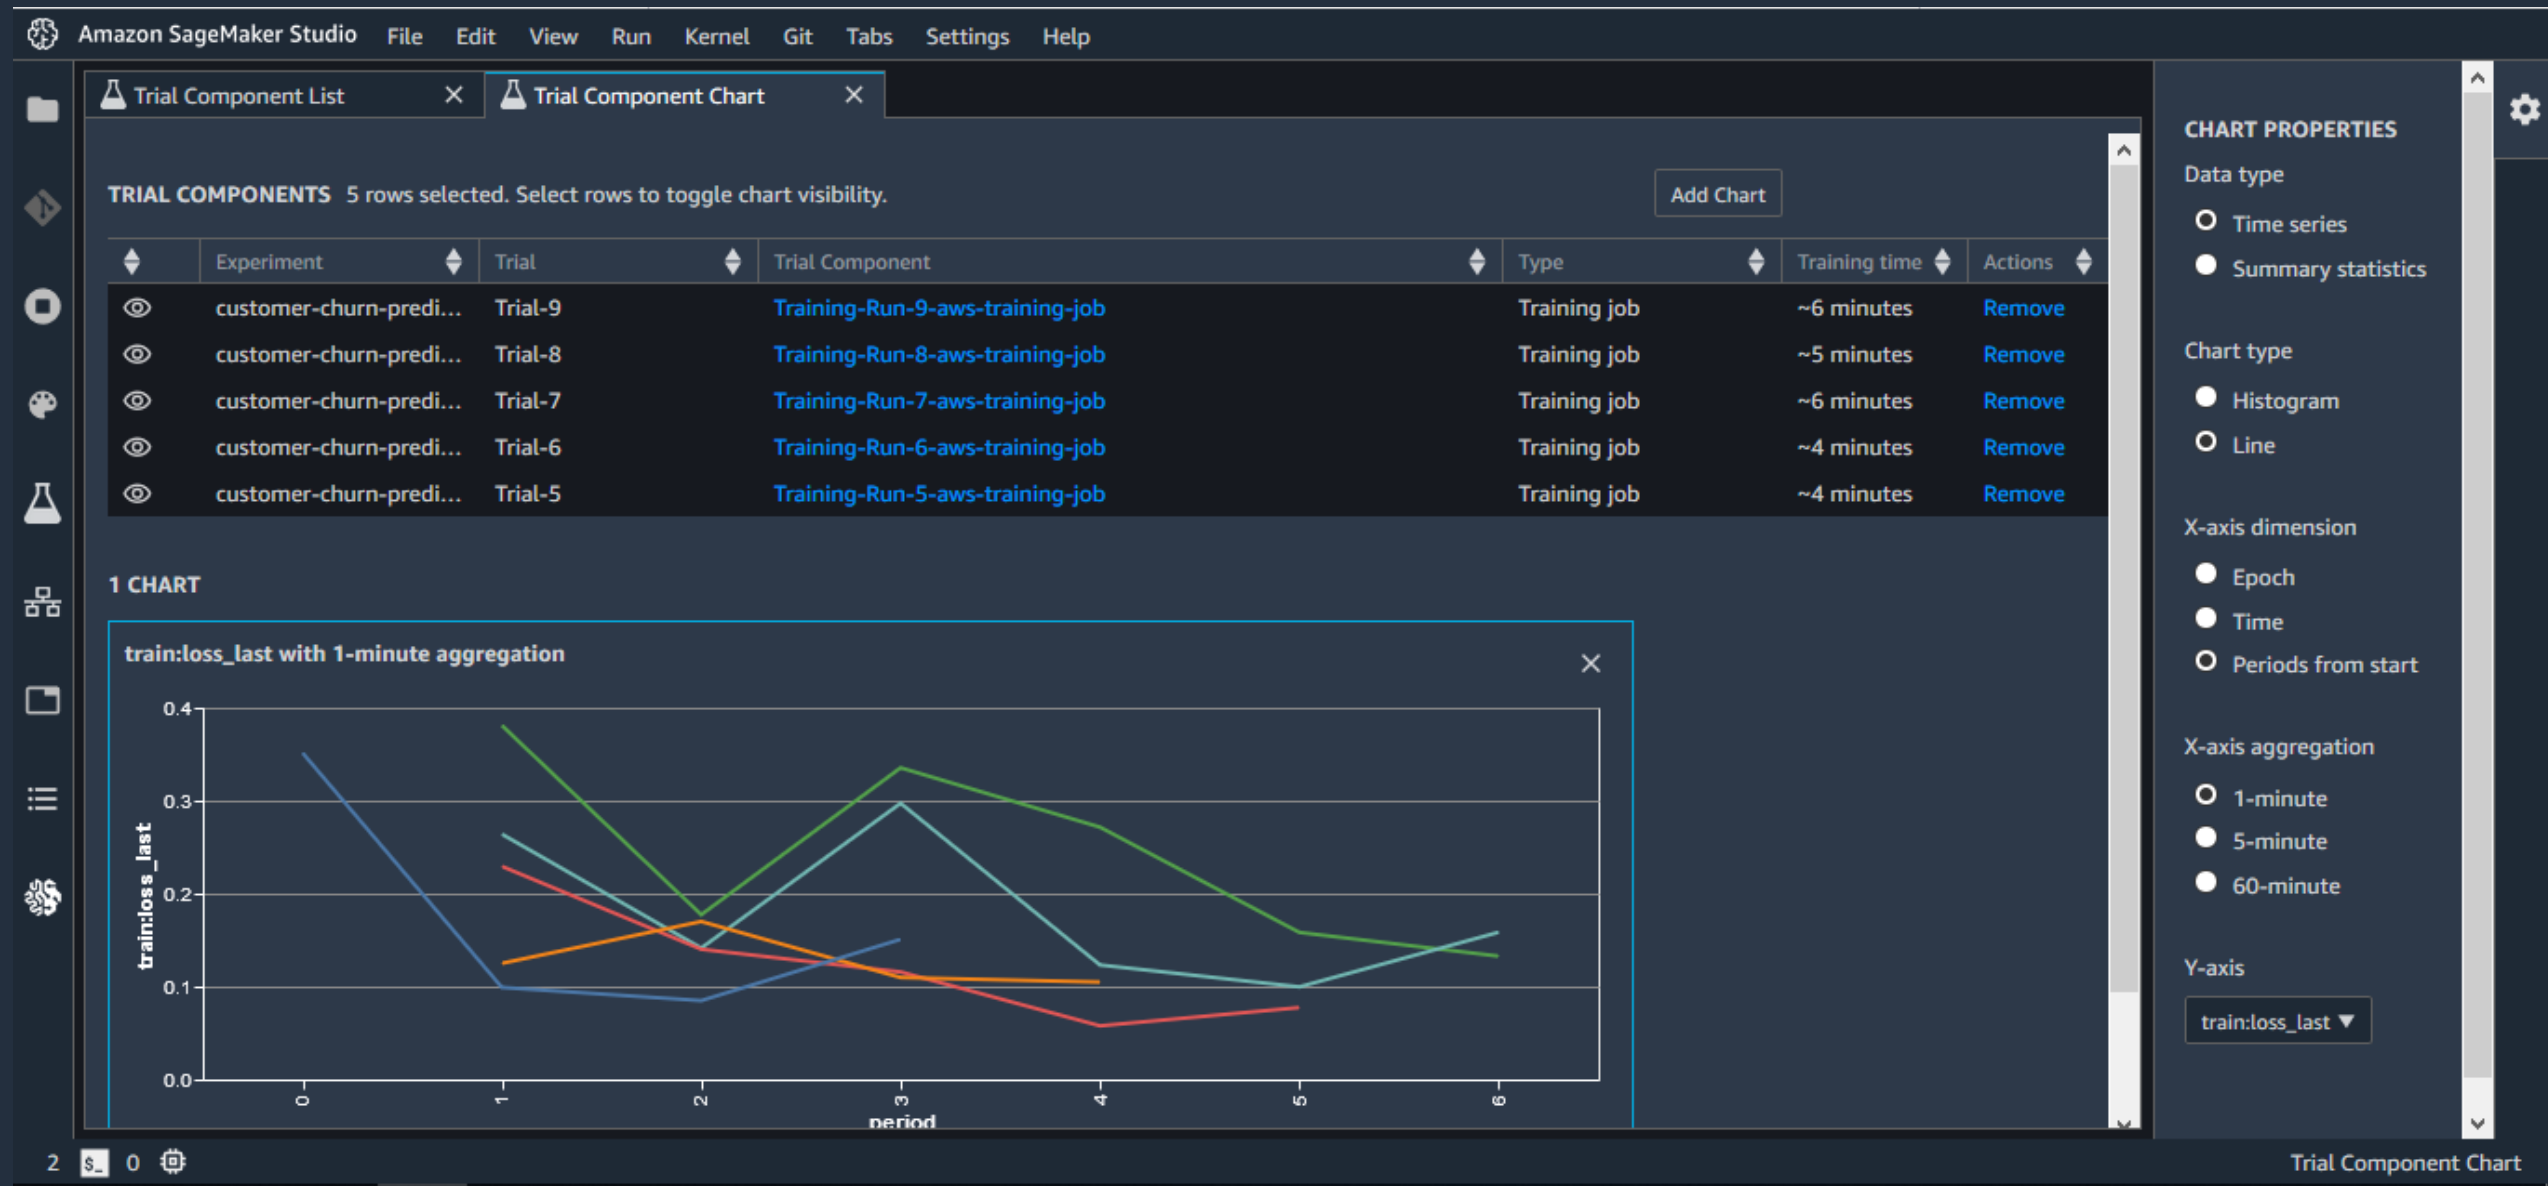 Amazon SageMaker Studio File Edit View Run Kernel Git Tabs Settings Help
Trial Component List Trial Component Chart
TRIAL COMPONENTS 5 rows selected. Select rows to toggle chart visibility. Add Chart
Experiment Trial Trial Component Type Training time Actions
customer-churn-predi... Trial-9 Training-Run-9-aws-training-job Training job ~6 minutes Remove
customer-churn-predi... Trial-8 Training-Run-8-aws-training-job Training job ~5 minutes Remove
customer-churn-predi... Trial-7 Training-Run-7-aws-training-job Training job ~6 minutes Remove
customer-churn-predi... Trial-6 Training-Run-6-aws-training-job Training job ~4 minutes Remove
customer-churn-predi... Trial-5 Training-Run-5-aws-training-job Training job ~4 minutes Remove
1 CHART
train:loss_last with 1-minute aggregation
0.4
0.3
0.2
0.1
0.0
train:loss_last
0 1 2 3 4 5 6
period
CHART PROPERTIES
Data type
Time series
Summary statistics
Chart type
Histogram
Line
X-axis dimension
Epoch
Time
Periods from start
X-axis aggregation
1-minute
5-minute
60-minute
Y-axis
train:loss_last
2 $_ 0 Trial Component Chart